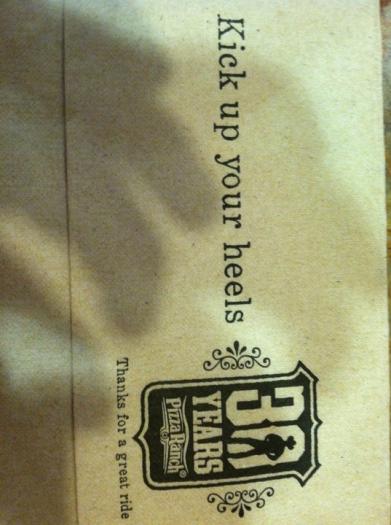 Kick up your heels
30
YEARS
Pizza Ranch®
Thanks for a great ride